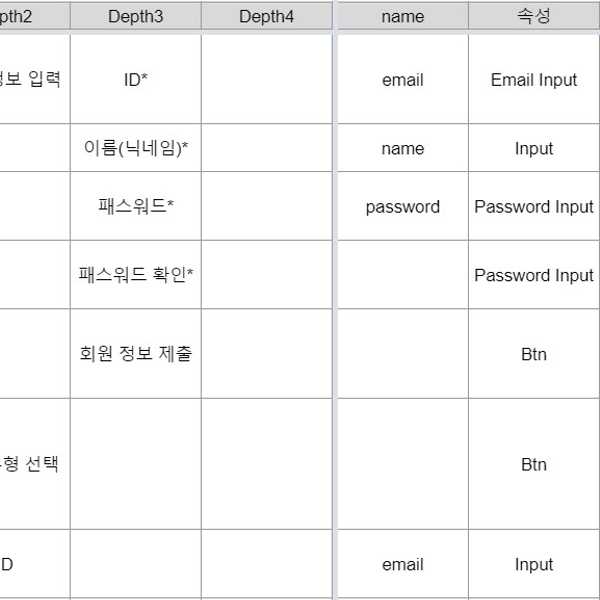 pth2 Depth3 Depth4 name 속성
정보 입력 ID* email Email Input
이름(닉네임)* name Input
패스워드* password Password Input
패스워드 확인* Password Input
회원 정보 제출 Btn
선택 Btn
D email Input